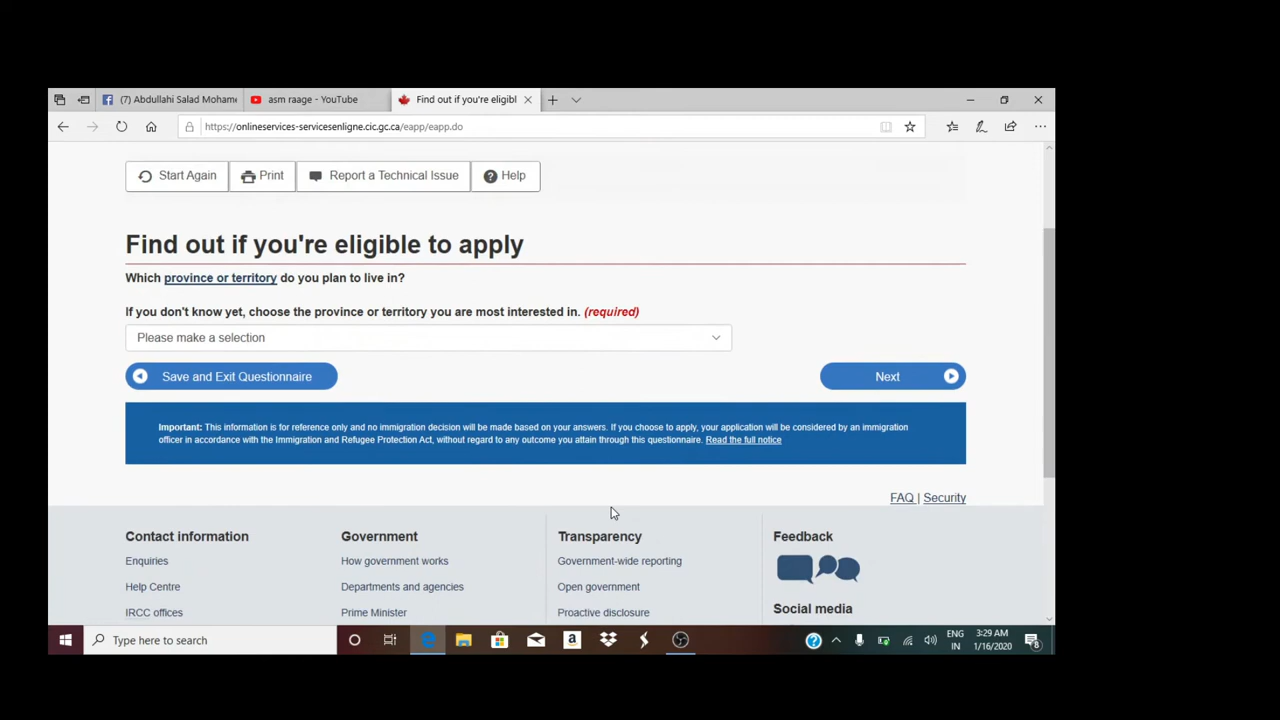 (7) Abdullahi Salad Mohame
asm raage - YouTube
Find out if you're eligibl
https://onlineservices-servicesenligne.cic.gc.ca/eapp/eapp.do
Start Again
Print
Report a Technical Issue
Help
Find out if you're eligible to apply
Which province or territory do you plan to live in?
If you don't know yet, choose the province or territory you are most interested in. (required)
Please make a selection
Save and Exit Questionnaire
Next
Important: This information is for reference only and no immigration decision will be made based on your answers. If you choose to apply, your application will be considered by an immigration
officer in accordance with the Immigration and Refugee Protection Act, without regard to any outcome you attain through this questionnaire. Read the full notice
FAQ | Security
Contact information
Government
Transparency
Feedback
Enquiries
How government works
Government-wide reporting
Help Centre
Departments and agencies
Open government
IRCC offices
Prime Minister
Proactive disclosure
Social media
Type here to search
ENG
IN
3:29 AM
1/16/2020
8